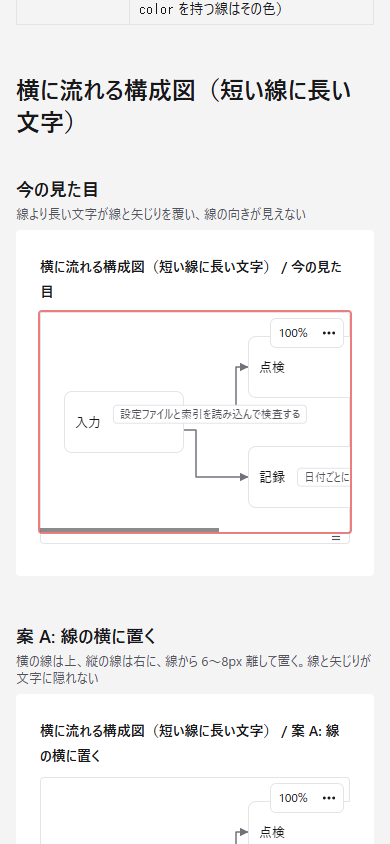 color を持つ線はその色）
横に流れる構成図（短い線に長い
文字）
今の見た目
線より長い文字が線と矢じりを覆い、線の向きが見えない
横に流れる構成図（短い線に長い文字） / 今の見た
目
100%
点検
設定ファイルと索引を読み込んで検査する
入力
記録
日付ごとに
案 A: 線の横に置く
横の線は上、縦の線は右に、線から 6〜8px 離して置く。線と矢じりが
文字に隠れない
横に流れる構成図（短い線に長い文字） / 案 A: 線
の横に置く
100%
点検